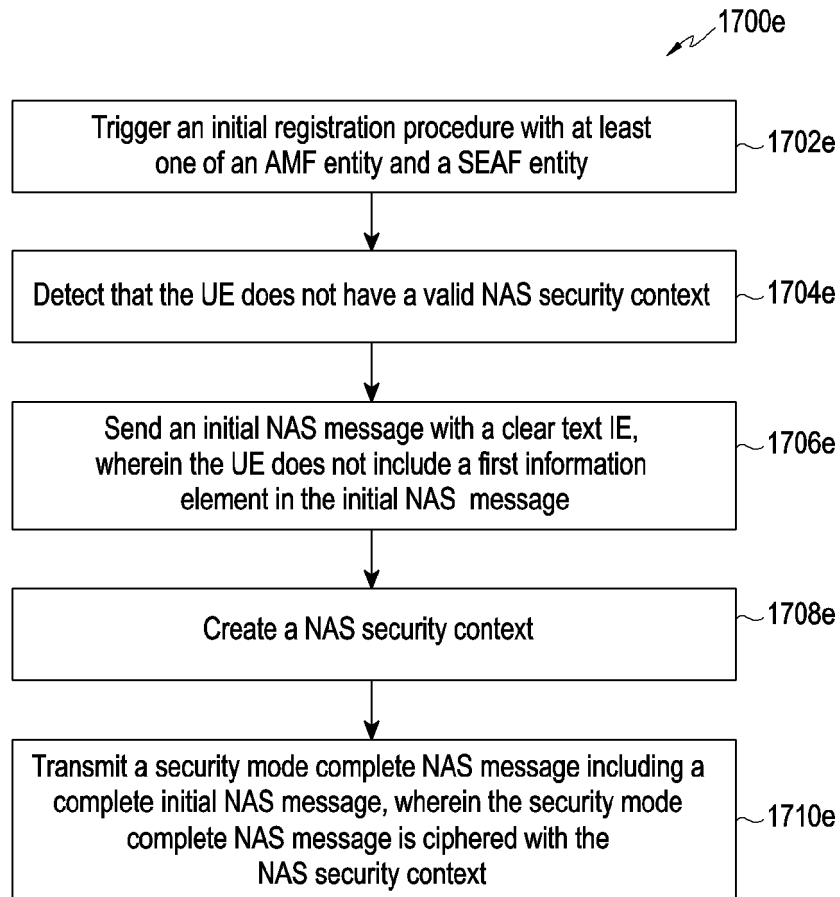 1700e
Trigger an initial registration procedure with at least
one of an AMF entity and a SEAF entity
1702e
Detect that the UE does not have a valid NAS security context
1704e
Send an initial NAS message with a clear text IE,
wherein the UE does not include a first information
element in the initial NAS message
1706e
Create a NAS security context
1708e
Transmit a security mode complete NAS message including a
complete initial NAS message, wherein the security mode
complete NAS message is ciphered with the
NAS security context
1710e